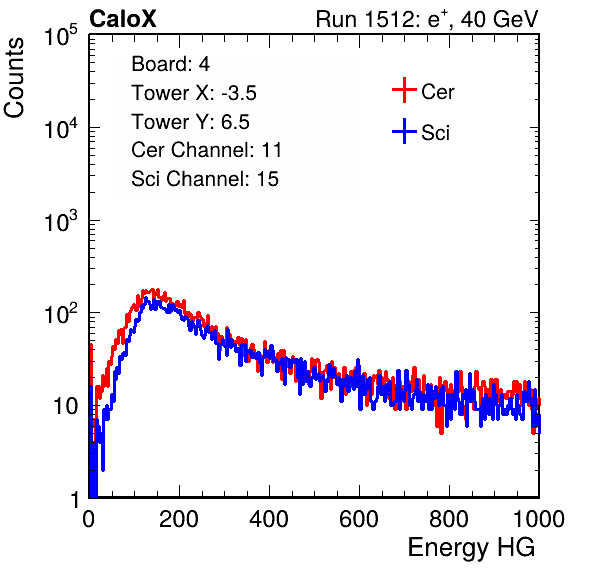 CaloX Run 1512: e+, 40 GeV
Counts
Board: 4
Tower X: -3.5
Tower Y: 6.5
Cer Channel: 11
Sci Channel: 15
Cer
Sci
10^5
10^4
10^3
10^2
10
1
0 200 400 600 800 1000
Energy HG